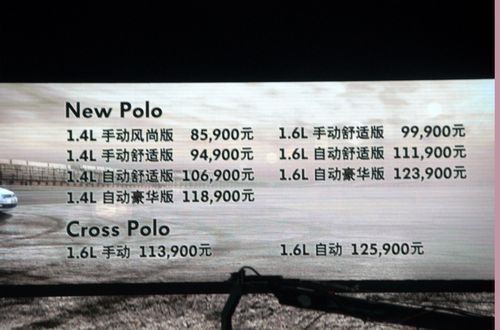 New Polo
1.4L 手动风尚版 85,900元 1.6L 手动舒适版 99,900元
1.4L 手动舒适版 94,900元 1.6L 自动舒适版 111,900元
1.4L 自动舒适版 106,900元 1.6L 自动豪华版 123,900元
1.4L 自动豪华版 118,900元
Cross Polo
1.6L 手动 113,900元 1.6L 自动 125,900元